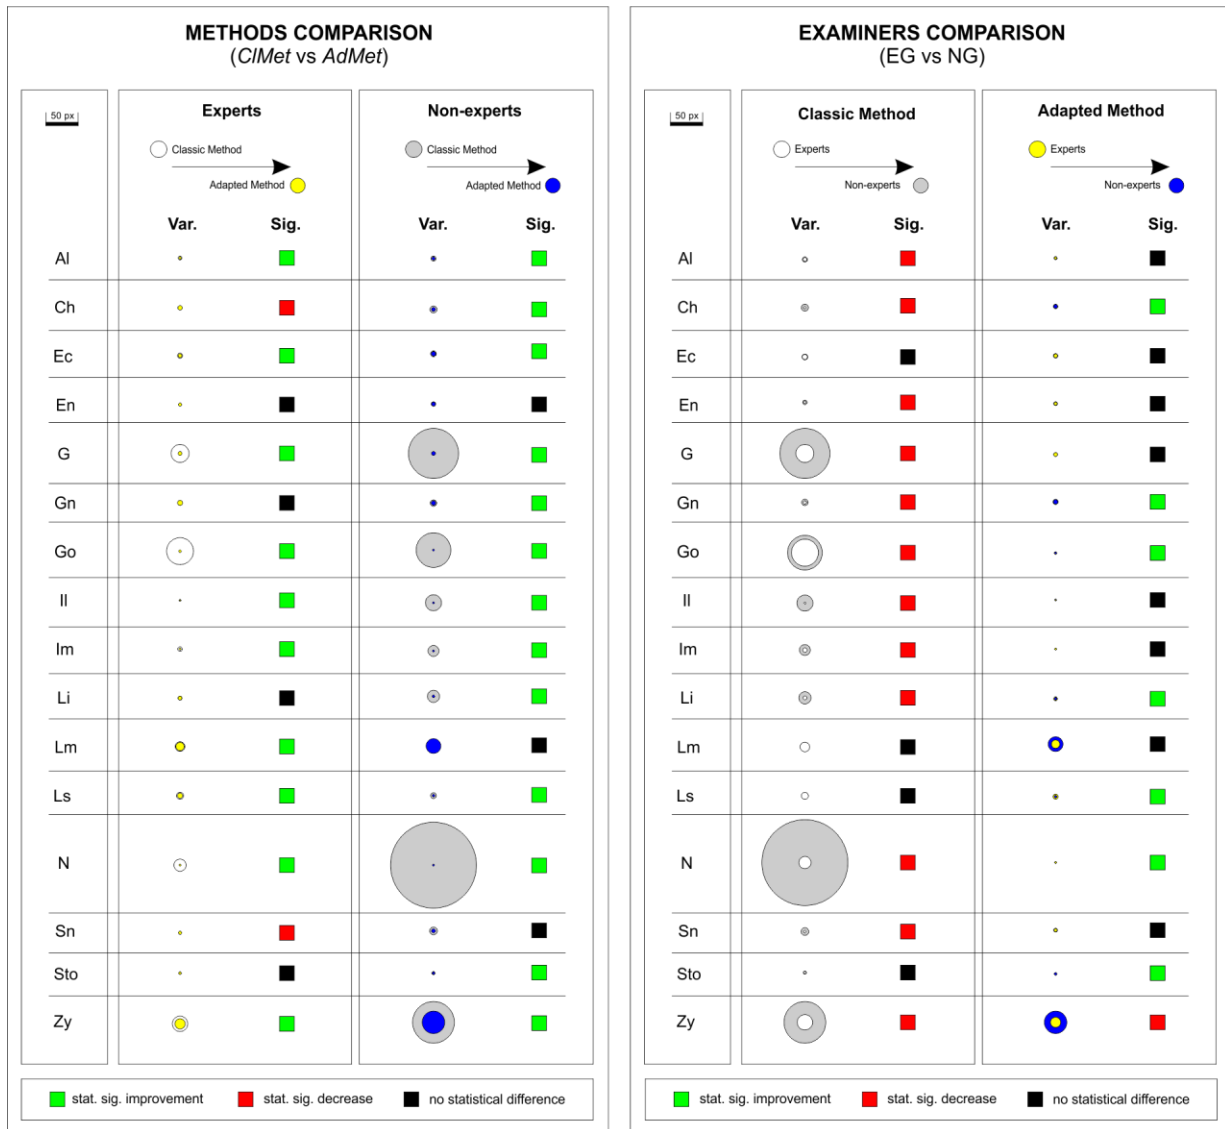 METHODS COMPARISON
(ClMet vs AdMet)
50 px
Experts
Classic Method
Adapted Method
Var.
Sig.
Non-experts
Classic Method
Adapted Method
Var.
Sig.
Al
Ch
Ec
En
G
Gn
Go
Il
Im
Li
Lm
Ls
N
Sn
Sto
Zy
stat. sig. improvement
stat. sig. decrease
no statistical difference
EXAMINERS COMPARISON
(EG vs NG)
50 px
Classic Method
Experts
Non-experts
Var.
Sig.
Adapted Method
Experts
Non-experts
Var.
Sig.
Al
Ch
Ec
En
G
Gn
Go
Il
Im
Li
Lm
Ls
N
Sn
Sto
Zy
stat. sig. improvement
stat. sig. decrease
no statistical difference